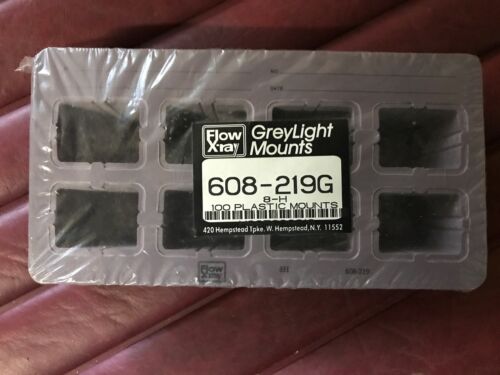 NO.
DATE
Flow
X-ray
GreyLight
Mounts
608-219G
8-H
100 PLASTIC MOUNTS
420 Hempstead Tpke. W. Hempstead, N.Y. 11552
Flow
X-ray
608-219